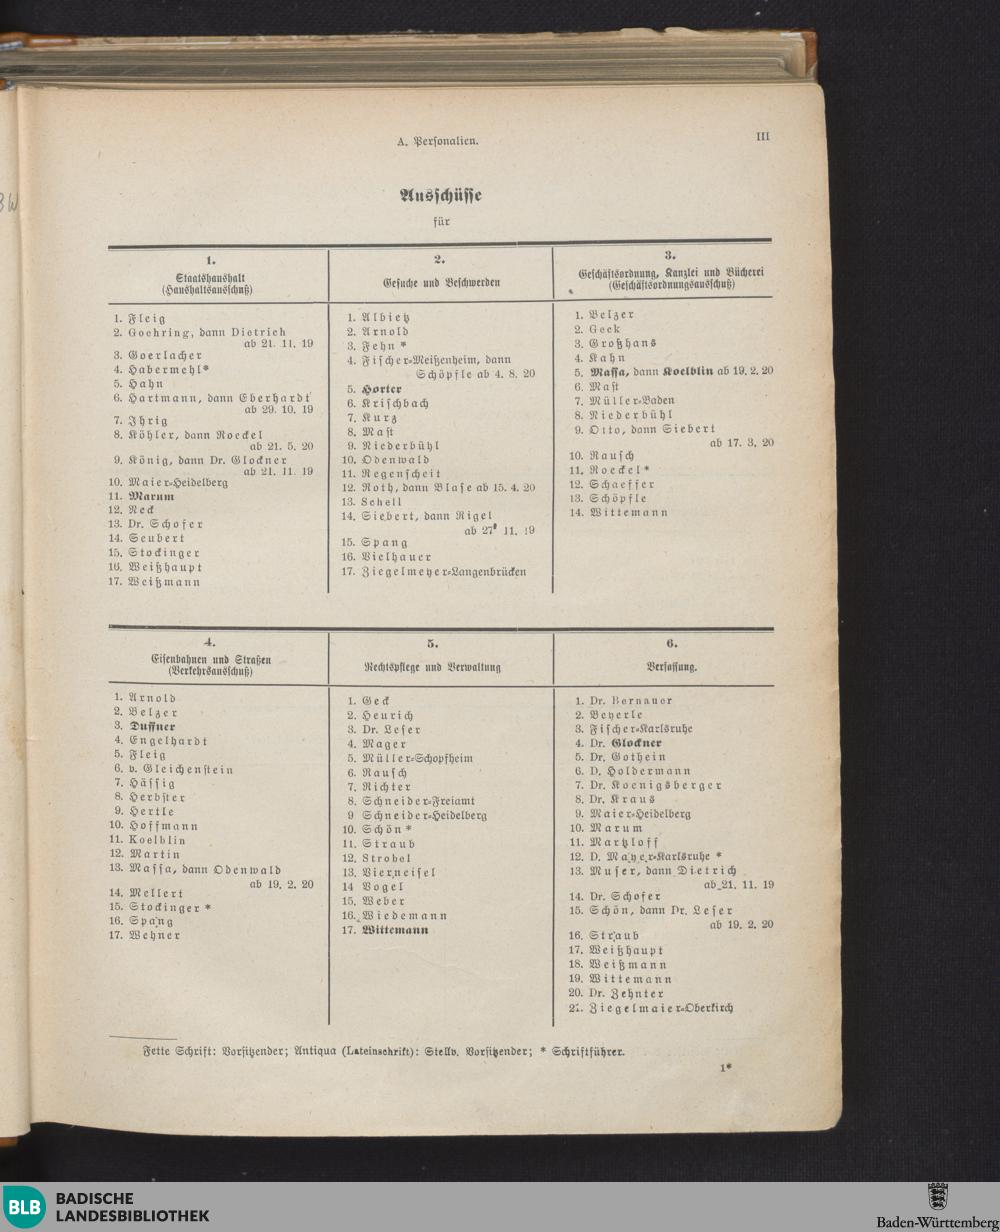 A. Personalien.
III
Ausschüsse
für
1.
Staatshaushalt
(Haushaltsausschuß)
1. Fleig
2. Goehring, dann Dietrich
ab 21. 11. 19
3. Goerlacher
4. Habermehl*
5. Hahn
6. Hartmann, dann Eberhardt
ab 29. 10. 19
7. Ihrig
8. Köhler, dann Roeckel
ab 21. 5. 20
9. König, dann Dr. Glockner
ab 21. 11. 19
10. Maier-Heidelberg
11. Marum
12. Neck
13. Dr. Schofer
14. Seubert
15. Stockinger
16. Weißhaupt
17. Weißmann
2.
Gesuche und Beschwerden
1. Albietz
2. Arnold
3. Fehn *
4. Fischer-Meißenheim, dann
Schöpfle ab 4. 8. 20
5. Horter
6. Krischbach
7. Kurz
8. Mast
9. Niederbühl
10. Odenwald
11. Regenscheit
12. Roth, dann Blase ab 15. 4. 20
13. Schell
14. Siebert, dann Rigel
ab 27. 11. 19
15. Spang
16. Vielhauer
17. Ziegelmeyer-Langenbrücken
3.
Geschäftsordnung, Kanzlei und Bücherei
(Geschäftsordnungsausschuß)
1. Belzer
2. Geck
3. Großhans
4. Kahn
5. Massa, dann Koelblin ab 19. 2. 20
6. Mast
7. Müller-Baden
8. Niederbühl
9. Otto, dann Siebert
ab 17. 3. 20
10. Rausch
11. Roeckel *
12. Schaeffer
13. Schöpfle
14. Wittemann
4.
Eisenbahnen und Straßen
(Verkehrsausschuß)
1. Arnold
2. Belzer
3. Duffner
4. Engelhardt
5. Fleig
6. v. Gleichenstein
7. Hässig
8. Herbster
9. Hertle
10. Hoffmann
11. Koelblin
12. Martin
13. Massa, dann Odenwald
ab 19. 2. 20
14. Mellert
15. Stockinger *
16. Spang
17. Wehner
5.
Rechtspflege und Verwaltung
1. Geck
2. Heurich
3. Dr. Leser
4. Mager
5. Müller-Schopfheim
6. Rausch
7. Richter
8. Schneider-Freiamt
9 Schneider-Heidelberg
10. Schön *
11. Straub
12. Strobel
13. Vierneisel
14 Vogel
15. Weber
16. Wiedemann
17. Wittemann
6.
Verfassung.
1. Dr. Bernauer
2. Beyerle
3. Fischer-Karlsruhe
4. Dr. Glockner
5. Dr. Gothein
6. D. Holdermann
7. Dr. Koenigsberger
8. Dr. Kraus
9. Maier-Heidelberg
10. Marum
11. Martzloff
12. D. Mayer-Karlsruhe *
13. Muser, dann Dietrich
ab 21. 11. 19
14. Dr. Schofer
15. Schön, dann Dr. Leser
ab 19. 2. 20
16. Straub
17. Weißhaupt
18. Weißmann
19. Wittemann
20. Dr. Zehnter
21. Ziegelmaier-Oberkirch
Fette Schrift: Vorsitzender; Antiqua (Lateinschrift): Stellv. Vorsitzender; * Schriftführer.
1*
BLB
BADISCHE
LANDESBIBLIOTHEK
Baden-Württemberg